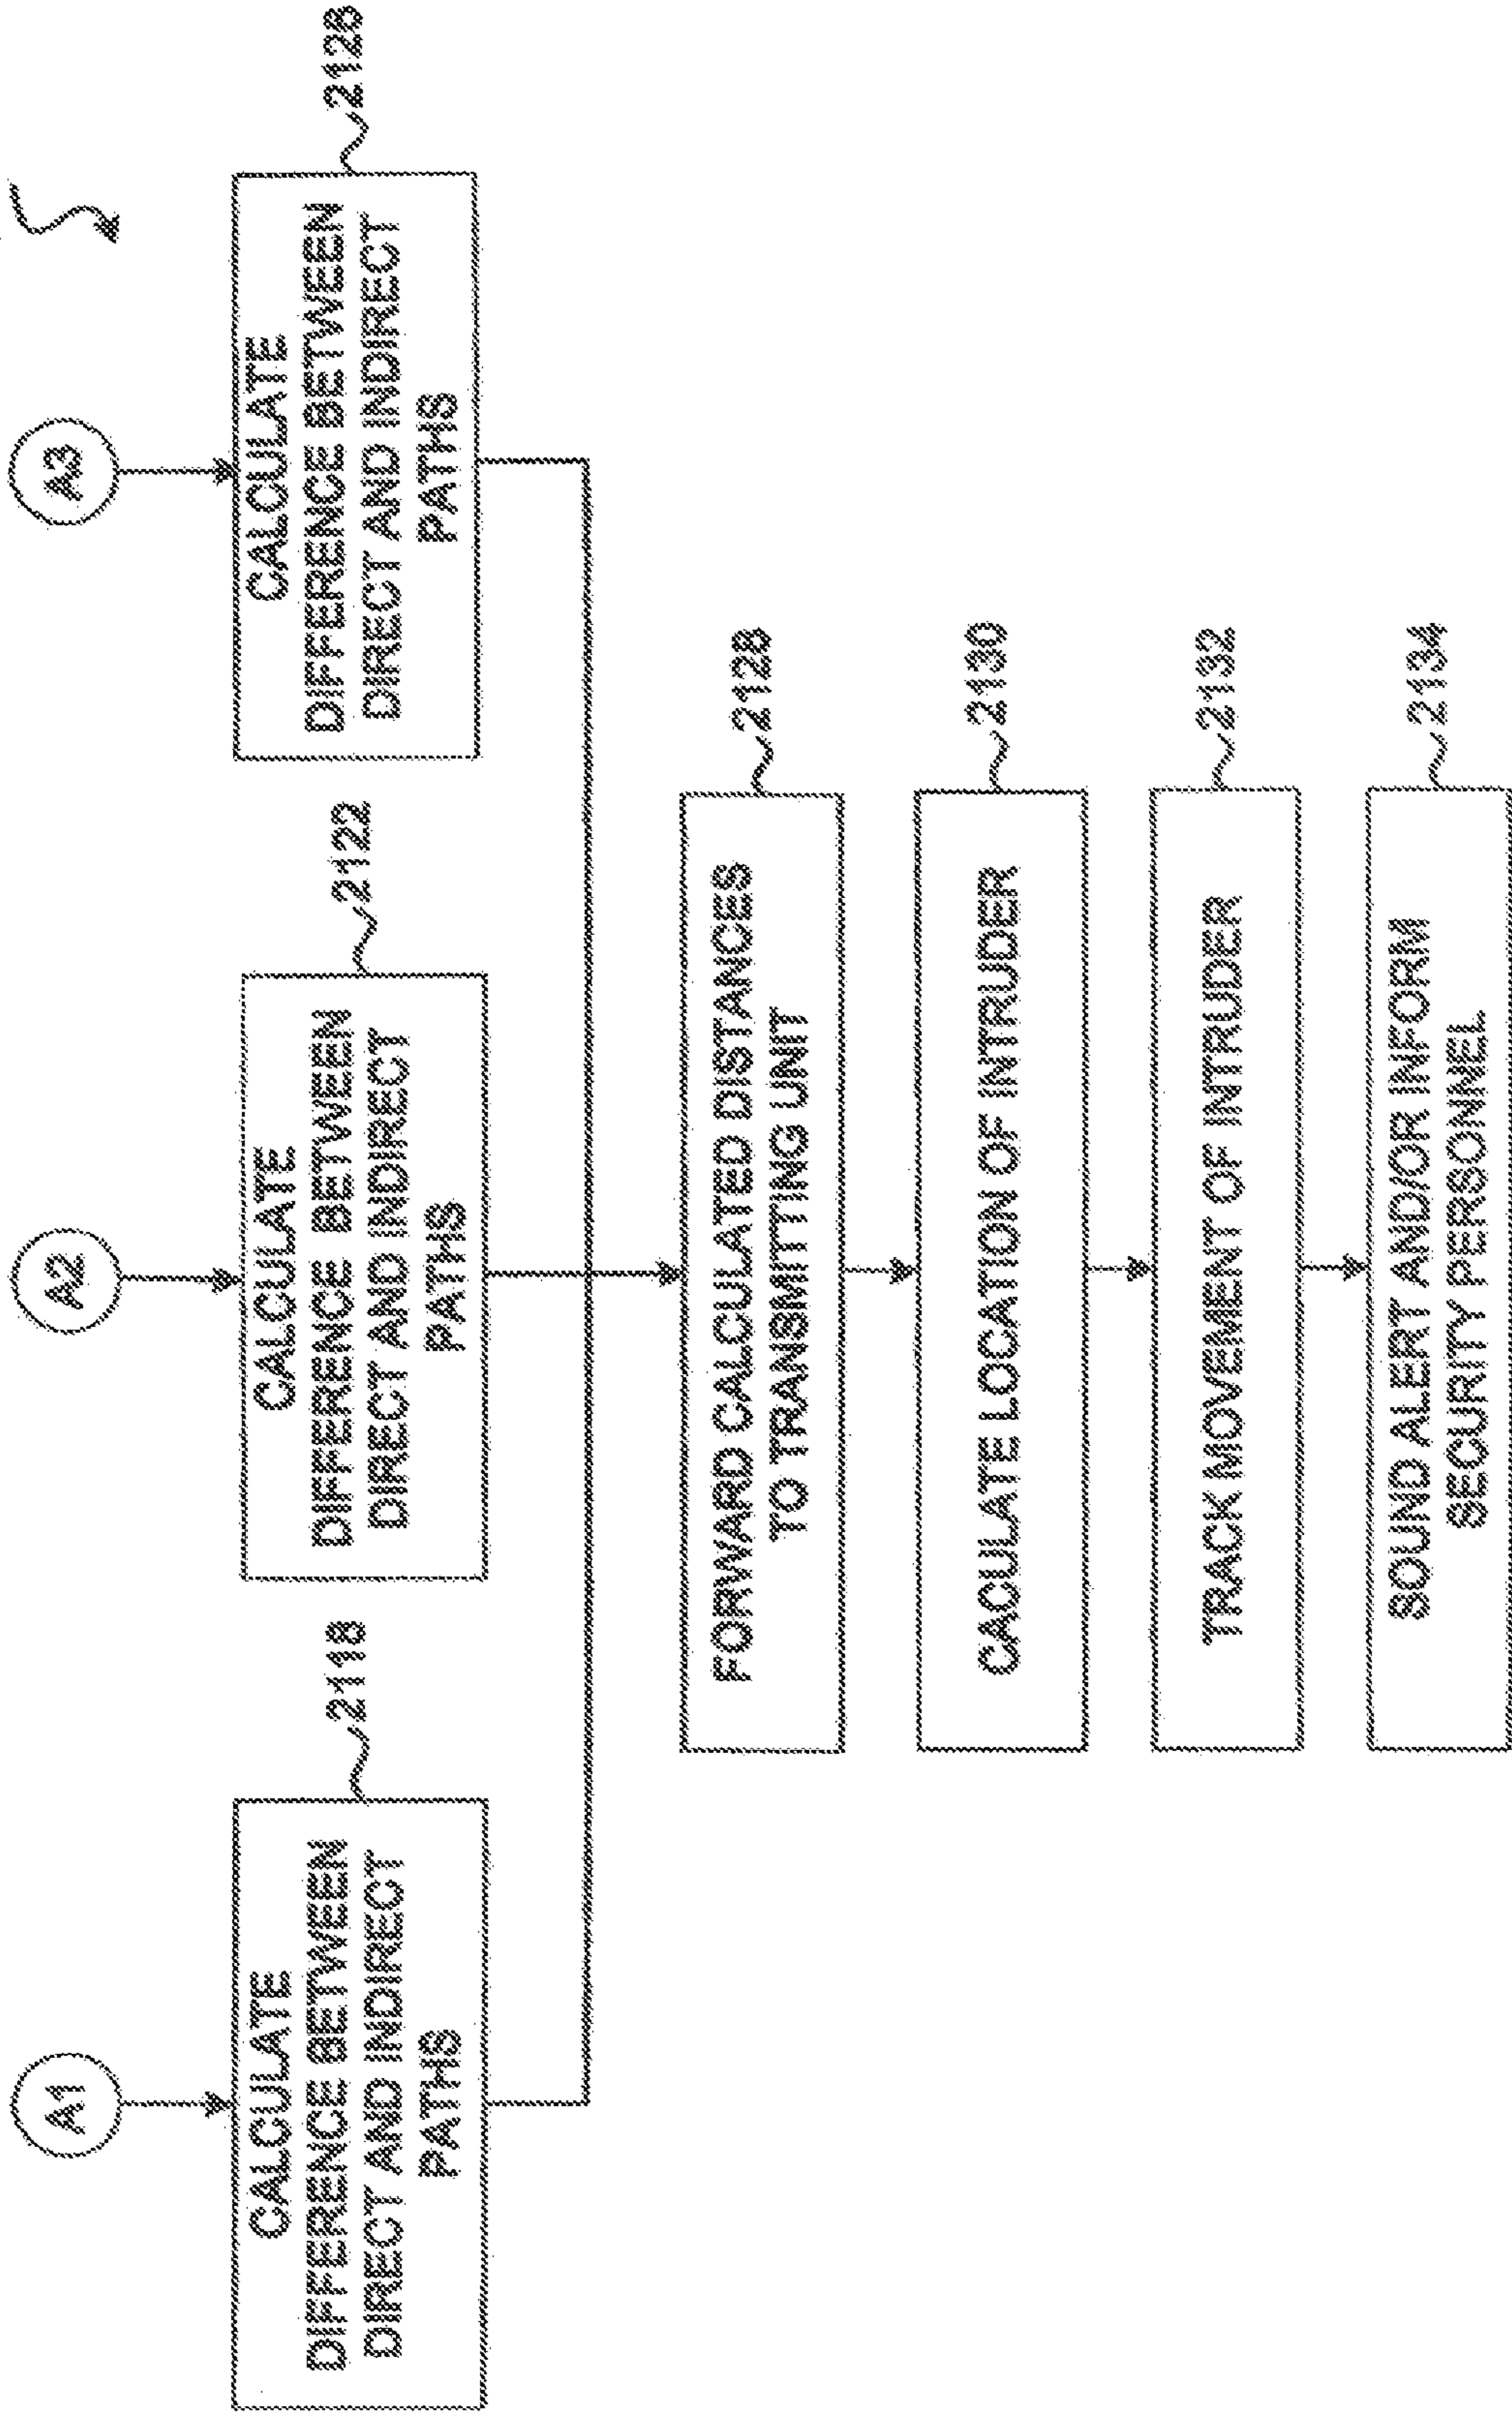 A1
CALCULATE
DIFFERENCE BETWEEN
DIRECT AND INDIRECT
PATHS
2118
A2
CALCULATE
DIFFERENCE BETWEEN
DIRECT AND INDIRECT
PATHS
2122
A3
CALCULATE
DIFFERENCE BETWEEN
DIRECT AND INDIRECT
PATHS
2126
FORWARD CALCULATED DISTANCES
TO TRANSMITTING UNIT
2128
CACULATE LOCATION OF INTRUDER
2130
TRACK MOVEMENT OF INTRUDER
2132
SOUND ALERT AND/OR INFORM
SECURITY PERSONNEL
2134